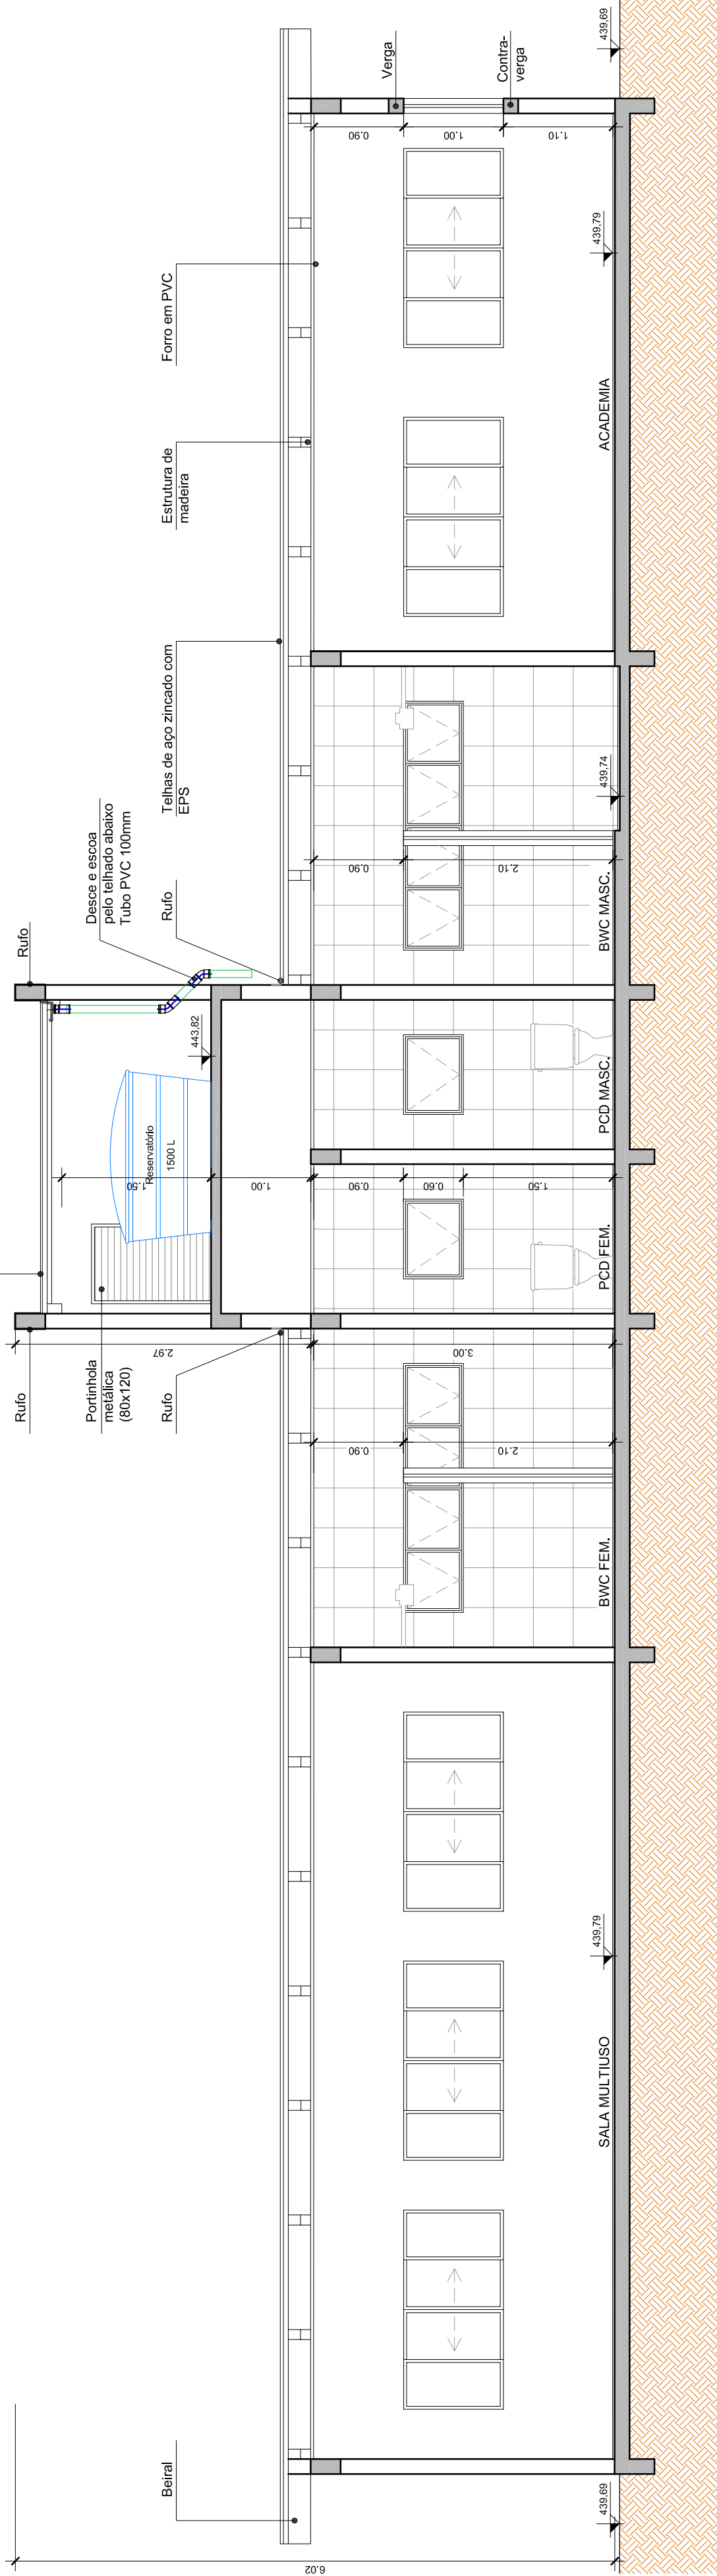 Rufo
Portinhola
metálica
(80x120)
Rufo
Rufo
Desce e escoa
pelo telhado abaixo
Tubo PVC 100mm
Rufo
Telhas de aço zincado com
EPS
Estrutura de
madeira
Forro em PVC
Verga
Contra-
verga
Beiral
Reservatório
1500 L
443,82
1.50
1.00
2.97
3.00
0.90
2.10
0.90
0.60
1.50
0.90
2.10
0.90
1.00
1.10
6.02
439,69
439,79
439,74
439,79
439,69
SALA MULTIUSO
BWC FEM.
PCD FEM.
PCD MASC.
BWC MASC.
ACADEMIA